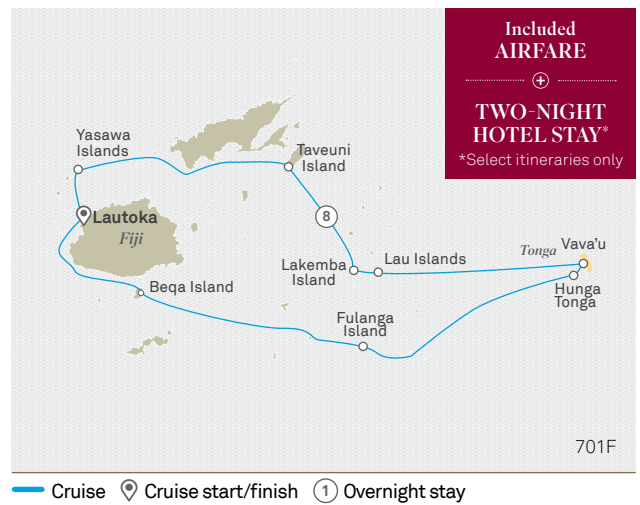 Included
AIRFARE
+
TWO-NIGHT
HOTEL STAY*
*Select itineraries only
Yasawa
Islands
Taveuni
Island
Lautoka
Fiji
8
Lakemba
Island
Lau Islands
Tonga
Vava'u
Hunga
Tonga
Beqa Island
Fulanga
Island
701F
Cruise
Cruise start/finish
1 Overnight stay